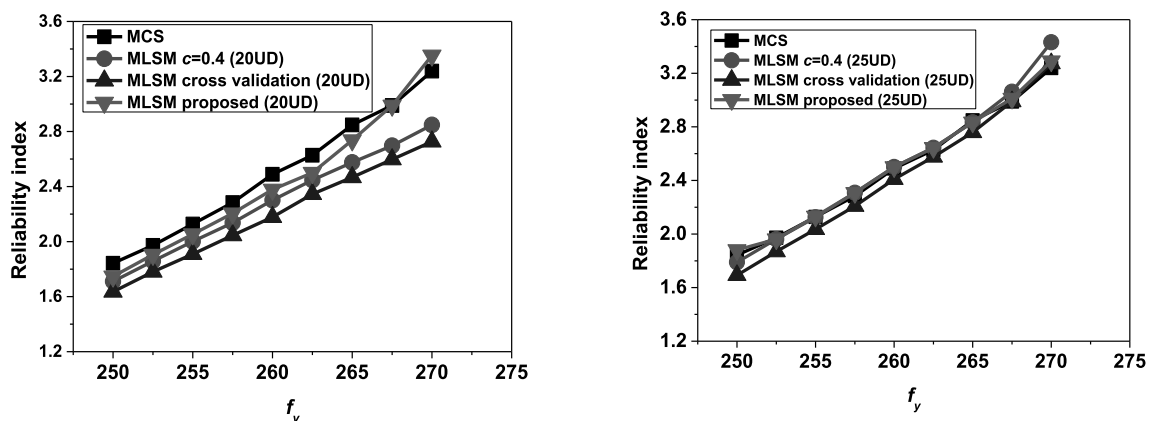 3.6
3.2
2.8
2.4
2.0
1.6
1.2
Reliability index
MCS
MLSM c=0.4 (20UD)
MLSM cross validation (20UD)
MLSM proposed (20UD)
250 255 260 265 270 275
f_y
3.6
3.2
2.8
2.4
2.0
1.6
1.2
Reliability index
MCS
MLSM c=0.4 (25UD)
MLSM cross validation (25UD)
MLSM proposed (25UD)
250 255 260 265 270 275
f_y